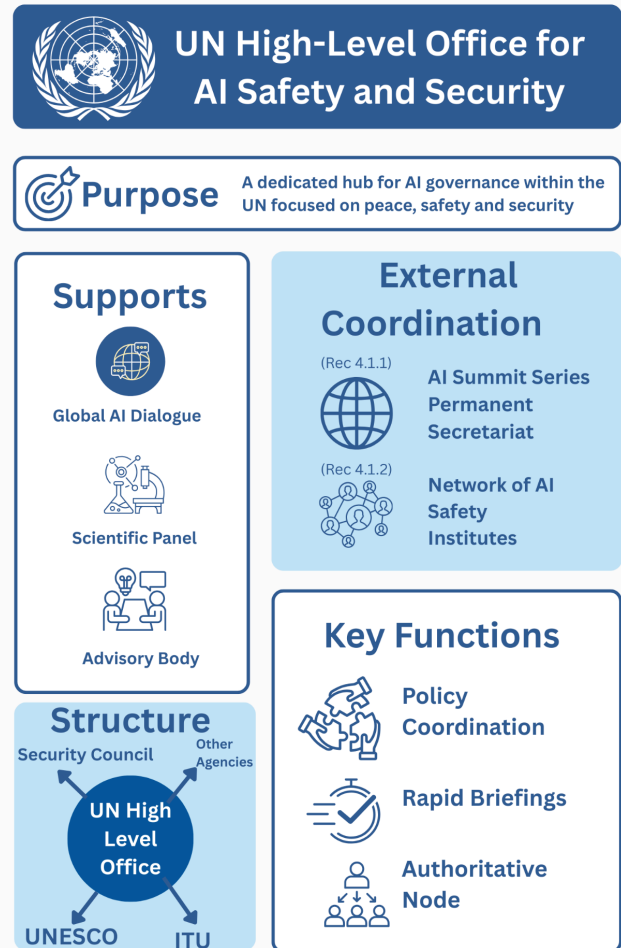 UN High-Level Office for
AI Safety and Security
Purpose
A dedicated hub for AI governance within the
UN focused on peace, safety and security
Supports
Global AI Dialogue
Scientific Panel
Advisory Body
External
Coordination
(Rec 4.1.1)
AI Summit Series
Permanent
Secretariat
(Rec 4.1.2)
Network of AI
Safety
Institutes
Structure
Security Council
Other
Agencies
UN High
Level
Office
UNESCO
ITU
Key Functions
Policy
Coordination
Rapid Briefings
Authoritative
Node